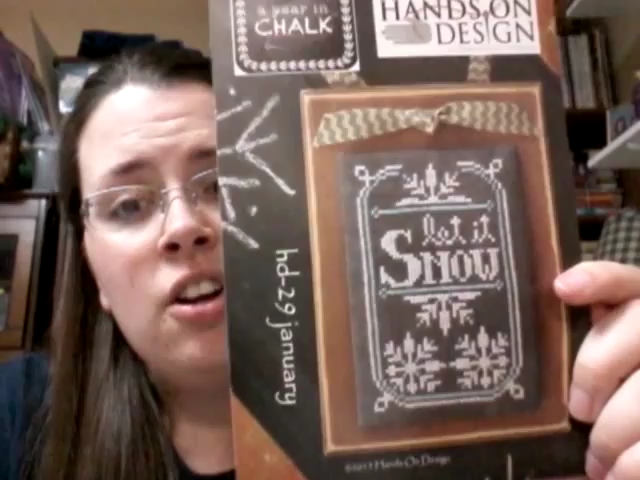 a year in
CHALK
HANDS ON
DESIGN
let it
SNOW
hd-29 january
©2013 Hands On Design